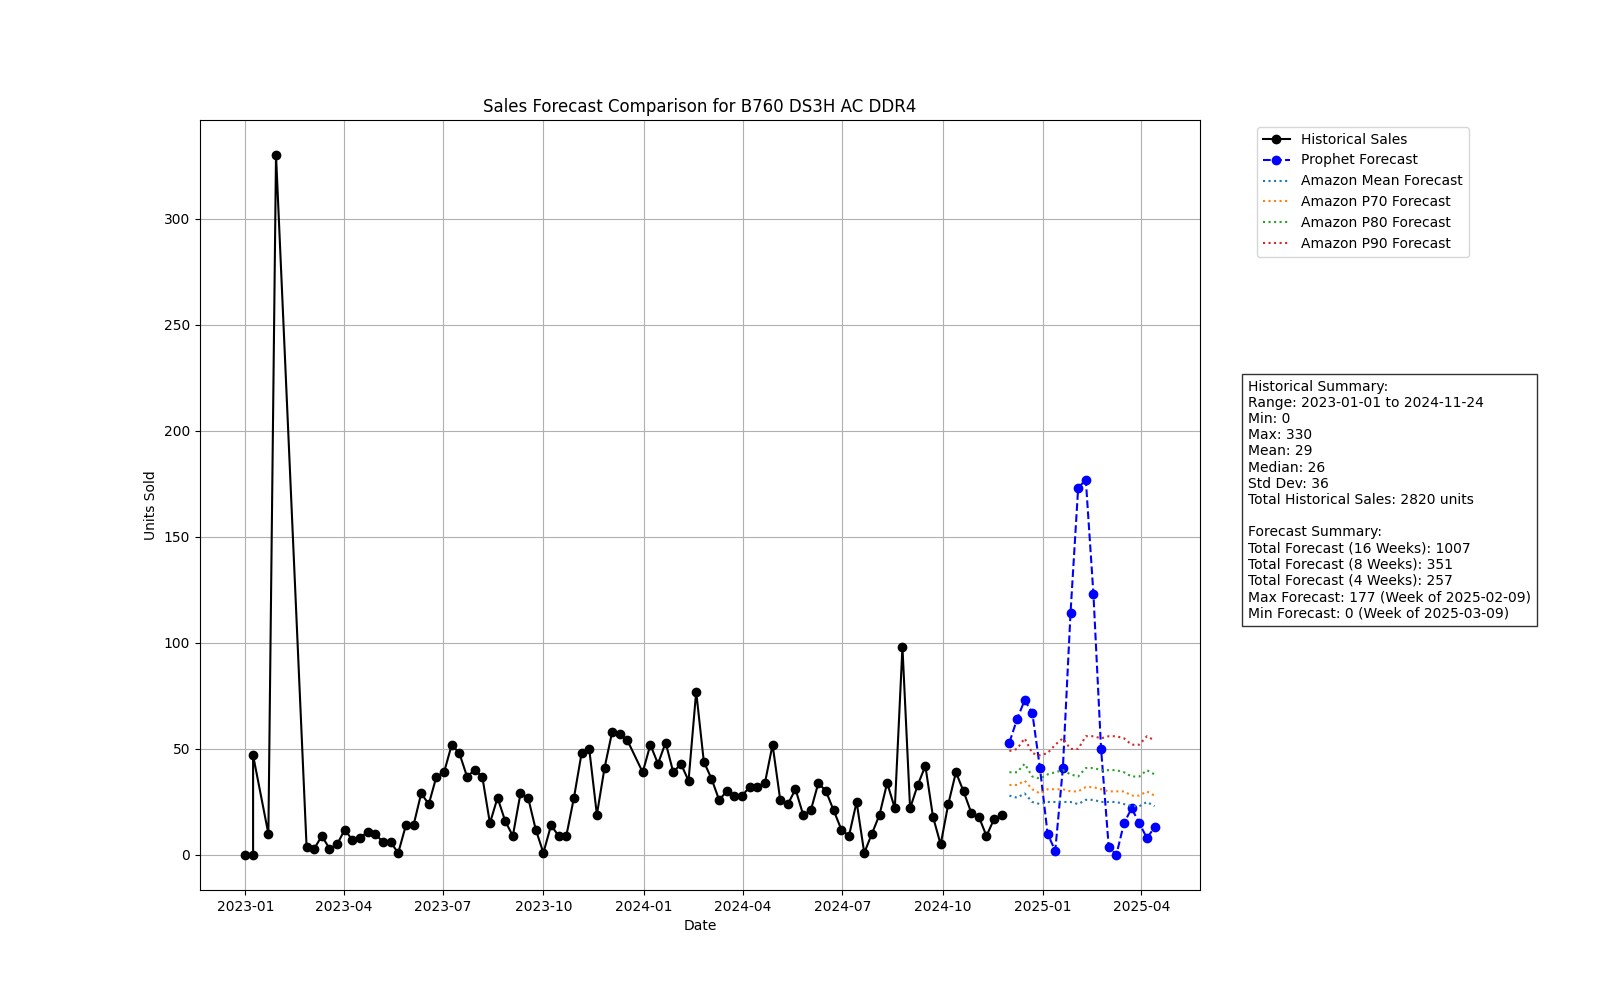 Sales Forecast Comparison for B760 DS3H AC DDR4
Units Sold
300
250
200
150
100
50
0
2023-01
2023-04
2023-07
2023-10
2024-01
2024-04
2024-07
2024-10
2025-01
2025-04
Date
Historical Sales
Prophet Forecast
Amazon Mean Forecast
Amazon P70 Forecast
Amazon P80 Forecast
Amazon P90 Forecast
Historical Summary:
Range: 2023-01-01 to 2024-11-24
Min: 0
Max: 330
Mean: 29
Median: 26
Std Dev: 36
Total Historical Sales: 2820 units
Forecast Summary:
Total Forecast (16 Weeks): 1007
Total Forecast (8 Weeks): 351
Total Forecast (4 Weeks): 257
Max Forecast: 177 (Week of 2025-02-09)
Min Forecast: 0 (Week of 2025-03-09)